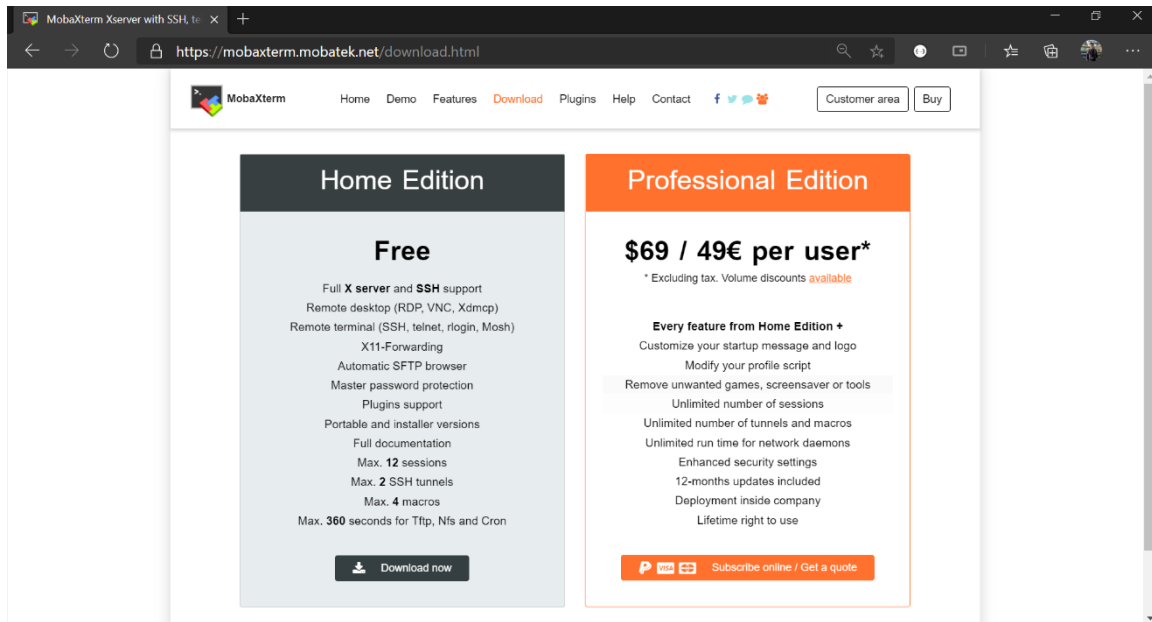 MobaXterm Xserver with SSH, te
https://mobaxterm.mobatek.net/download.html
MobaXterm Home Demo Features Download Plugins Help Contact Customer area Buy
Home Edition
Free
Full X server and SSH support
Remote desktop (RDP, VNC, Xdmcp)
Remote terminal (SSH, telnet, rlogin, Mosh)
X11-Forwarding
Automatic SFTP browser
Master password protection
Plugins support
Portable and installer versions
Full documentation
Max. 12 sessions
Max. 2 SSH tunnels
Max. 4 macros
Max. 360 seconds for Tftp, Nfs and Cron
Download now
Professional Edition
$69 / 49€ per user*
* Excluding tax. Volume discounts available
Every feature from Home Edition +
Customize your startup message and logo
Modify your profile script
Remove unwanted games, screensaver or tools
Unlimited number of sessions
Unlimited number of tunnels and macros
Unlimited run time for network daemons
Enhanced security settings
12-months updates included
Deployment inside company
Lifetime right to use
VISA Subscribe online / Get a quote